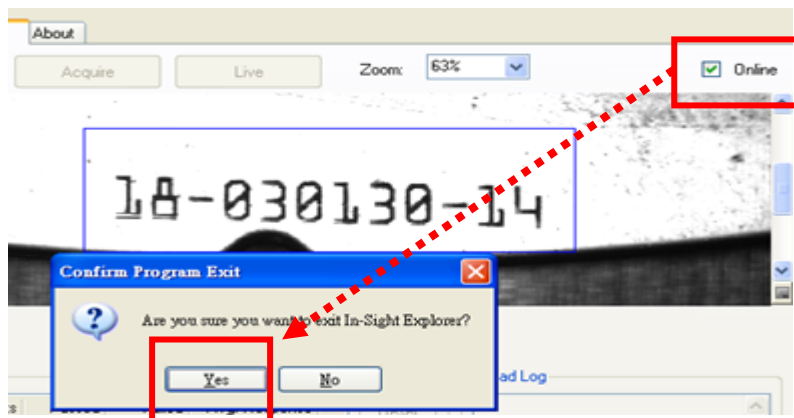 About
Acquire Live Zoom: 63% Online
18-030130-14
Confirm Program Exit
Are you sure you want to exit In-Sight Explorer?
Yes No
ad Log